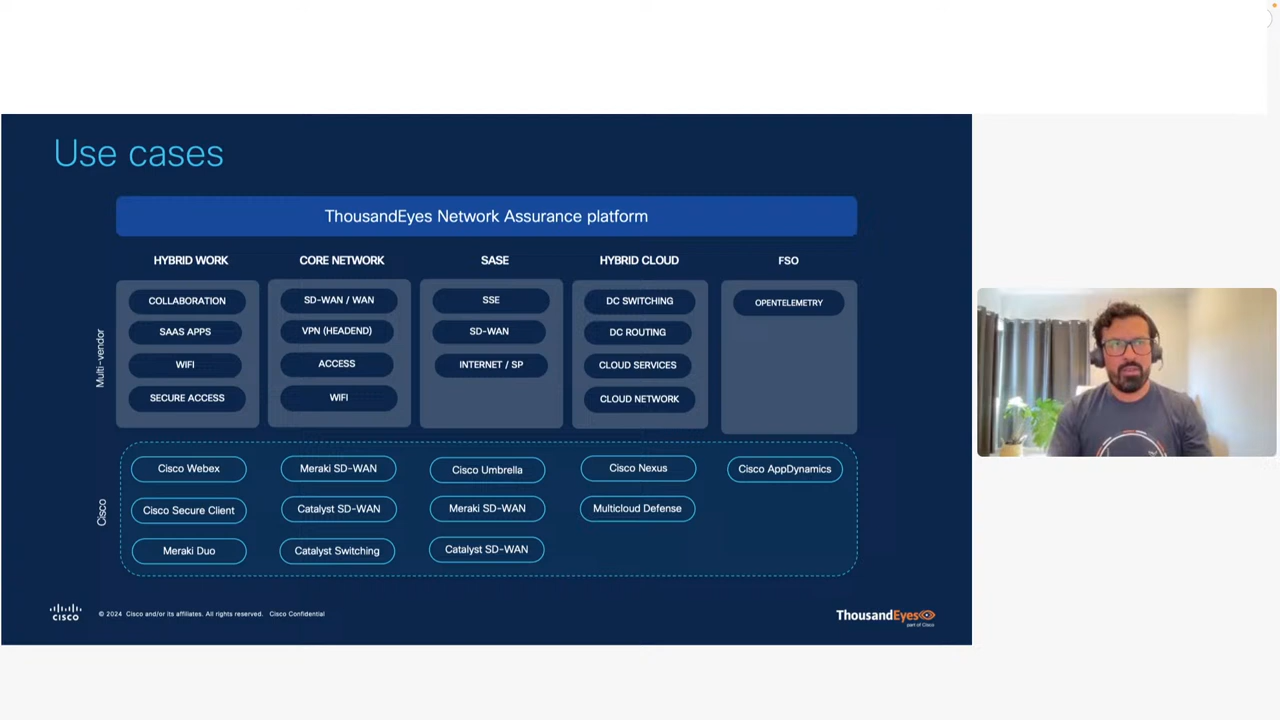 Use cases
ThousandEyes Network Assurance platform
HYBRID WORK
CORE NETWORK
SASE
HYBRID CLOUD
FSO
Multi-vendor
COLLABORATION
SAAS APPS
WIFI
SECURE ACCESS
SD-WAN / WAN
VPN (HEADEND)
ACCESS
WIFI
SSE
SD-WAN
INTERNET / SP
DC SWITCHING
DC ROUTING
CLOUD SERVICES
CLOUD NETWORK
OPENTELEMETRY
Cisco
Cisco Webex
Cisco Secure Client
Meraki Duo
Meraki SD-WAN
Catalyst SD-WAN
Catalyst Switching
Cisco Umbrella
Meraki SD-WAN
Catalyst SD-WAN
Cisco Nexus
Multicloud Defense
Cisco AppDynamics
CISCO
© 2024 Cisco and/or its affiliates. All rights reserved. Cisco Confidential
ThousandEyes
part of Cisco